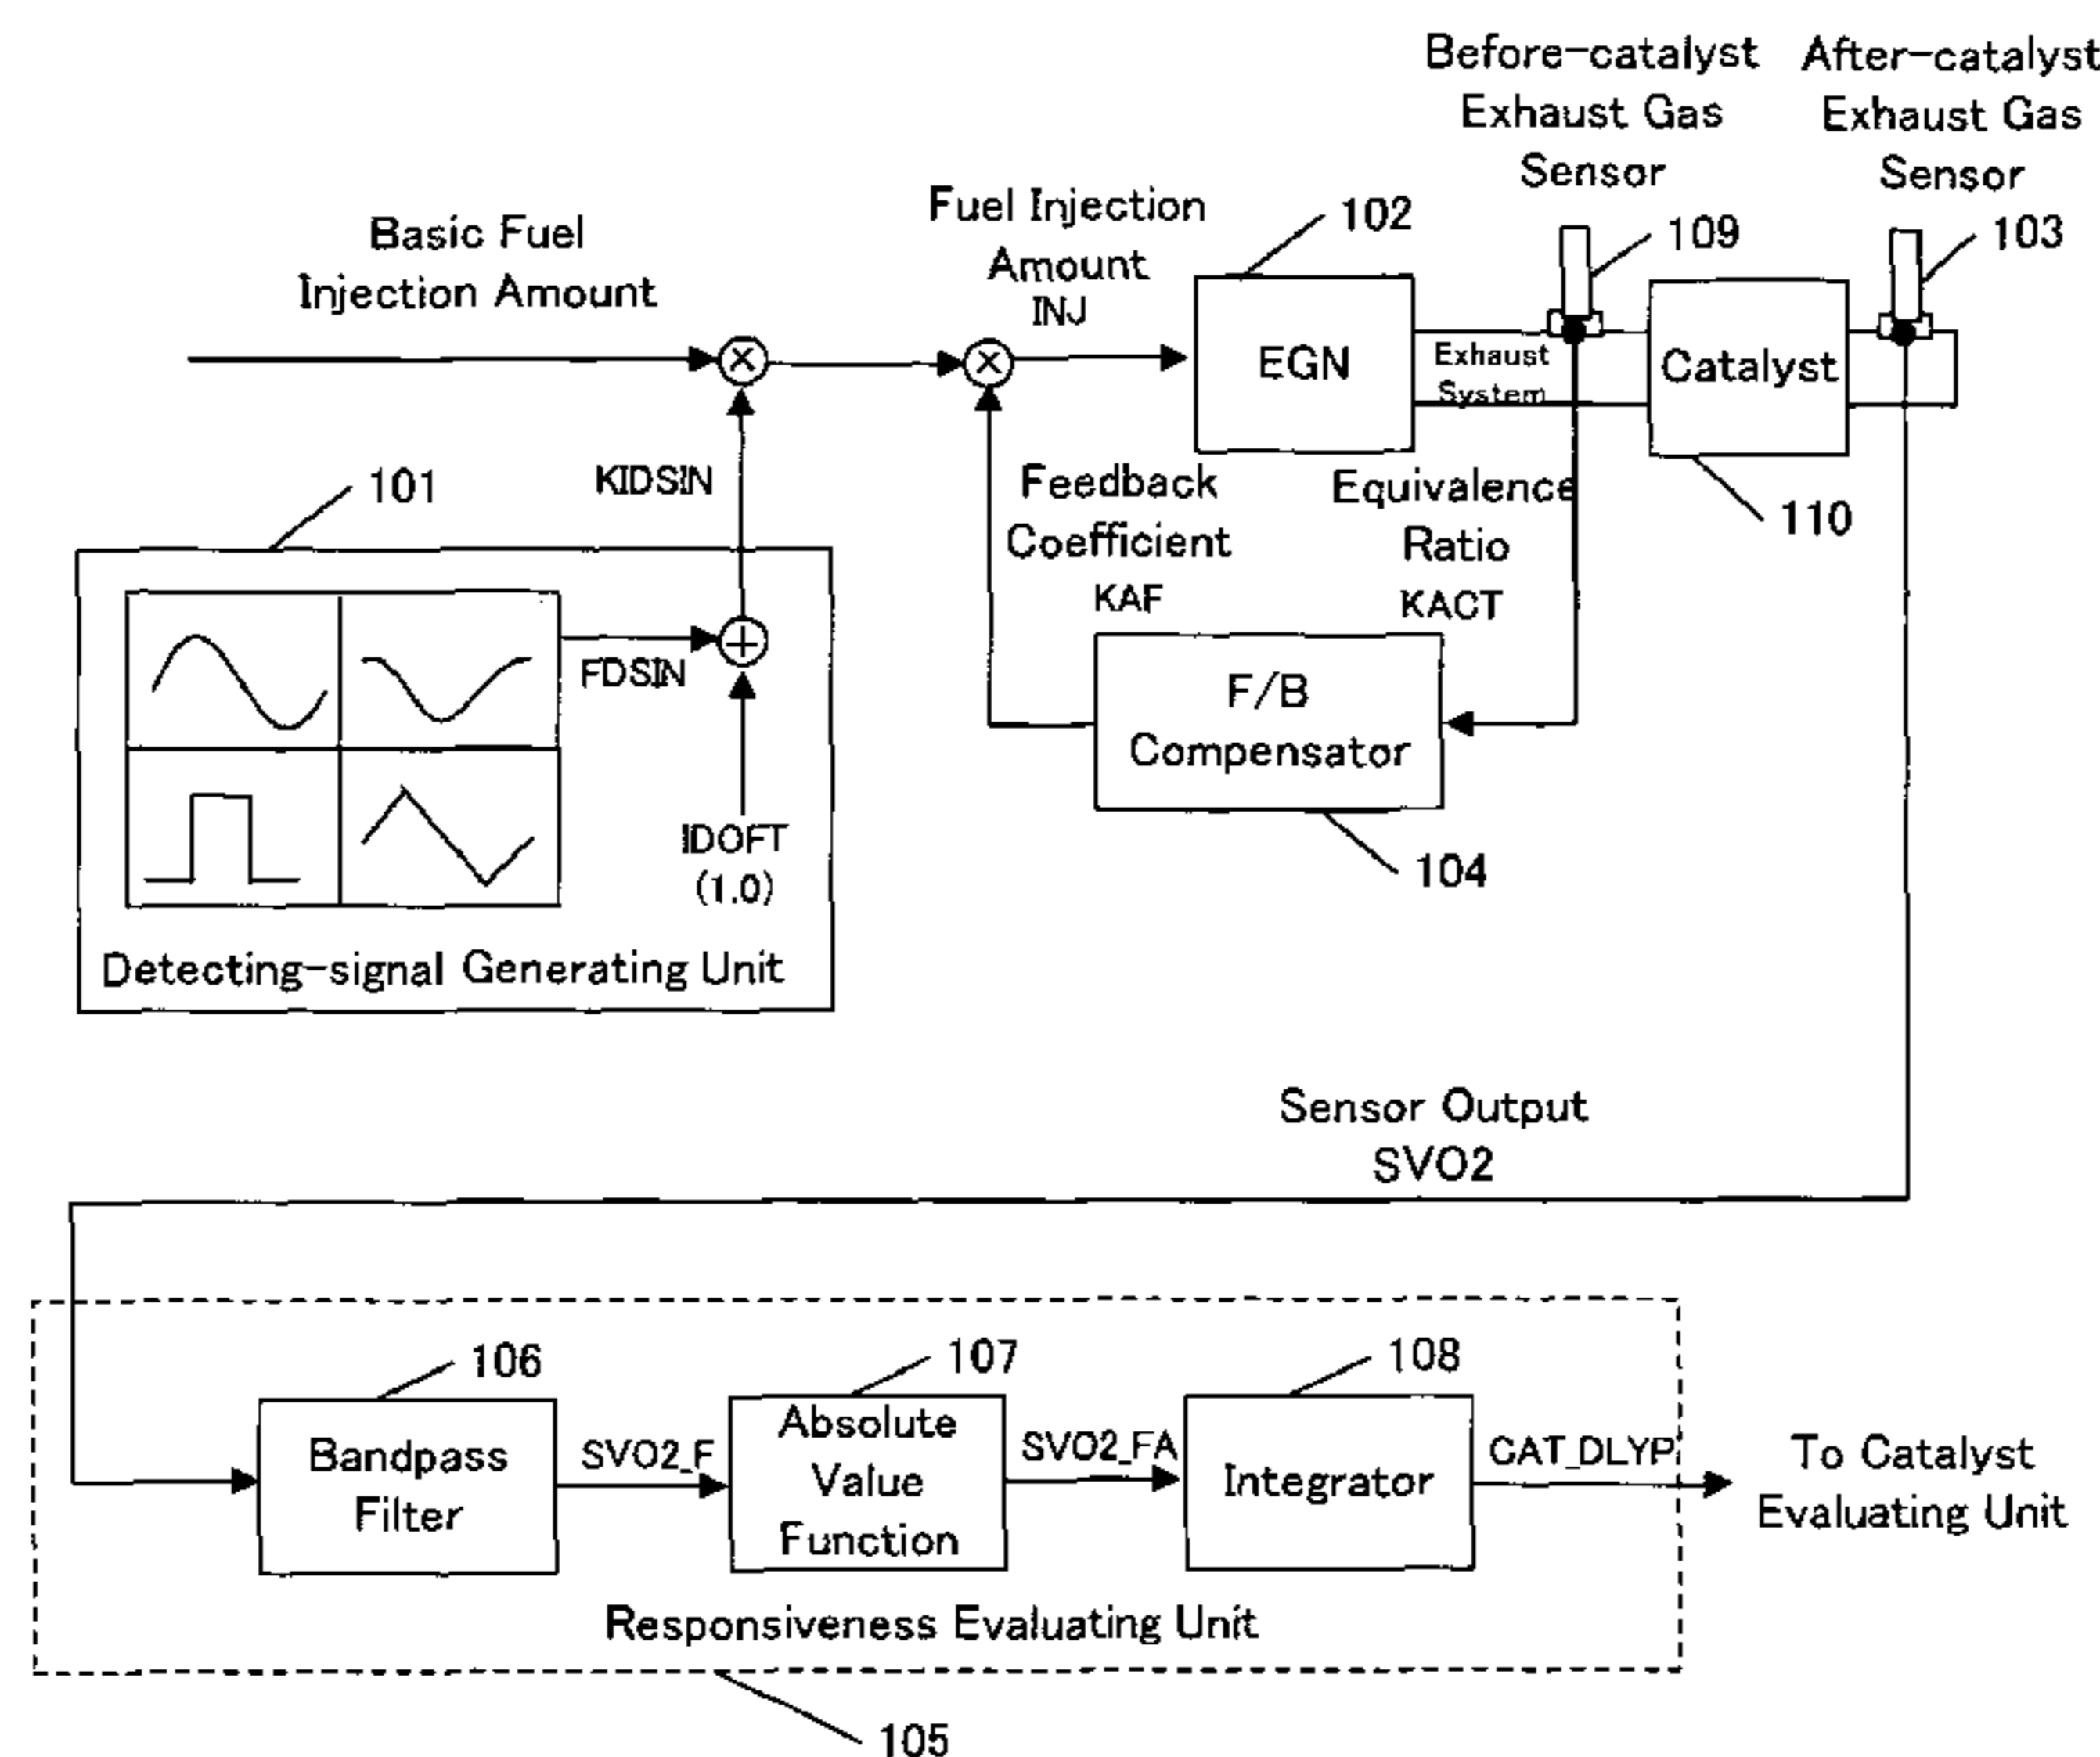 Before-catalyst
Exhaust Gas
Sensor
After-catalyst
Exhaust Gas
Sensor
109
103
Basic Fuel
Injection Amount
Fuel Injection
Amount
INJ
102
EGN
Exhaust
System
Catalyst
110
101
KIDSIN
FDSIN
IDOFT
(1.0)
Detecting-signal Generating Unit
Feedback
Coefficient
KAF
Equivalence
Ratio
KACT
F/B
Compensator
104
Sensor Output
SVO2
106
Bandpass
Filter
SVO2_F
107
Absolute
Value
Function
SVO2_FA
108
Integrator
CAT_DLYP
To Catalyst
Evaluating Unit
Responsiveness Evaluating Unit
105